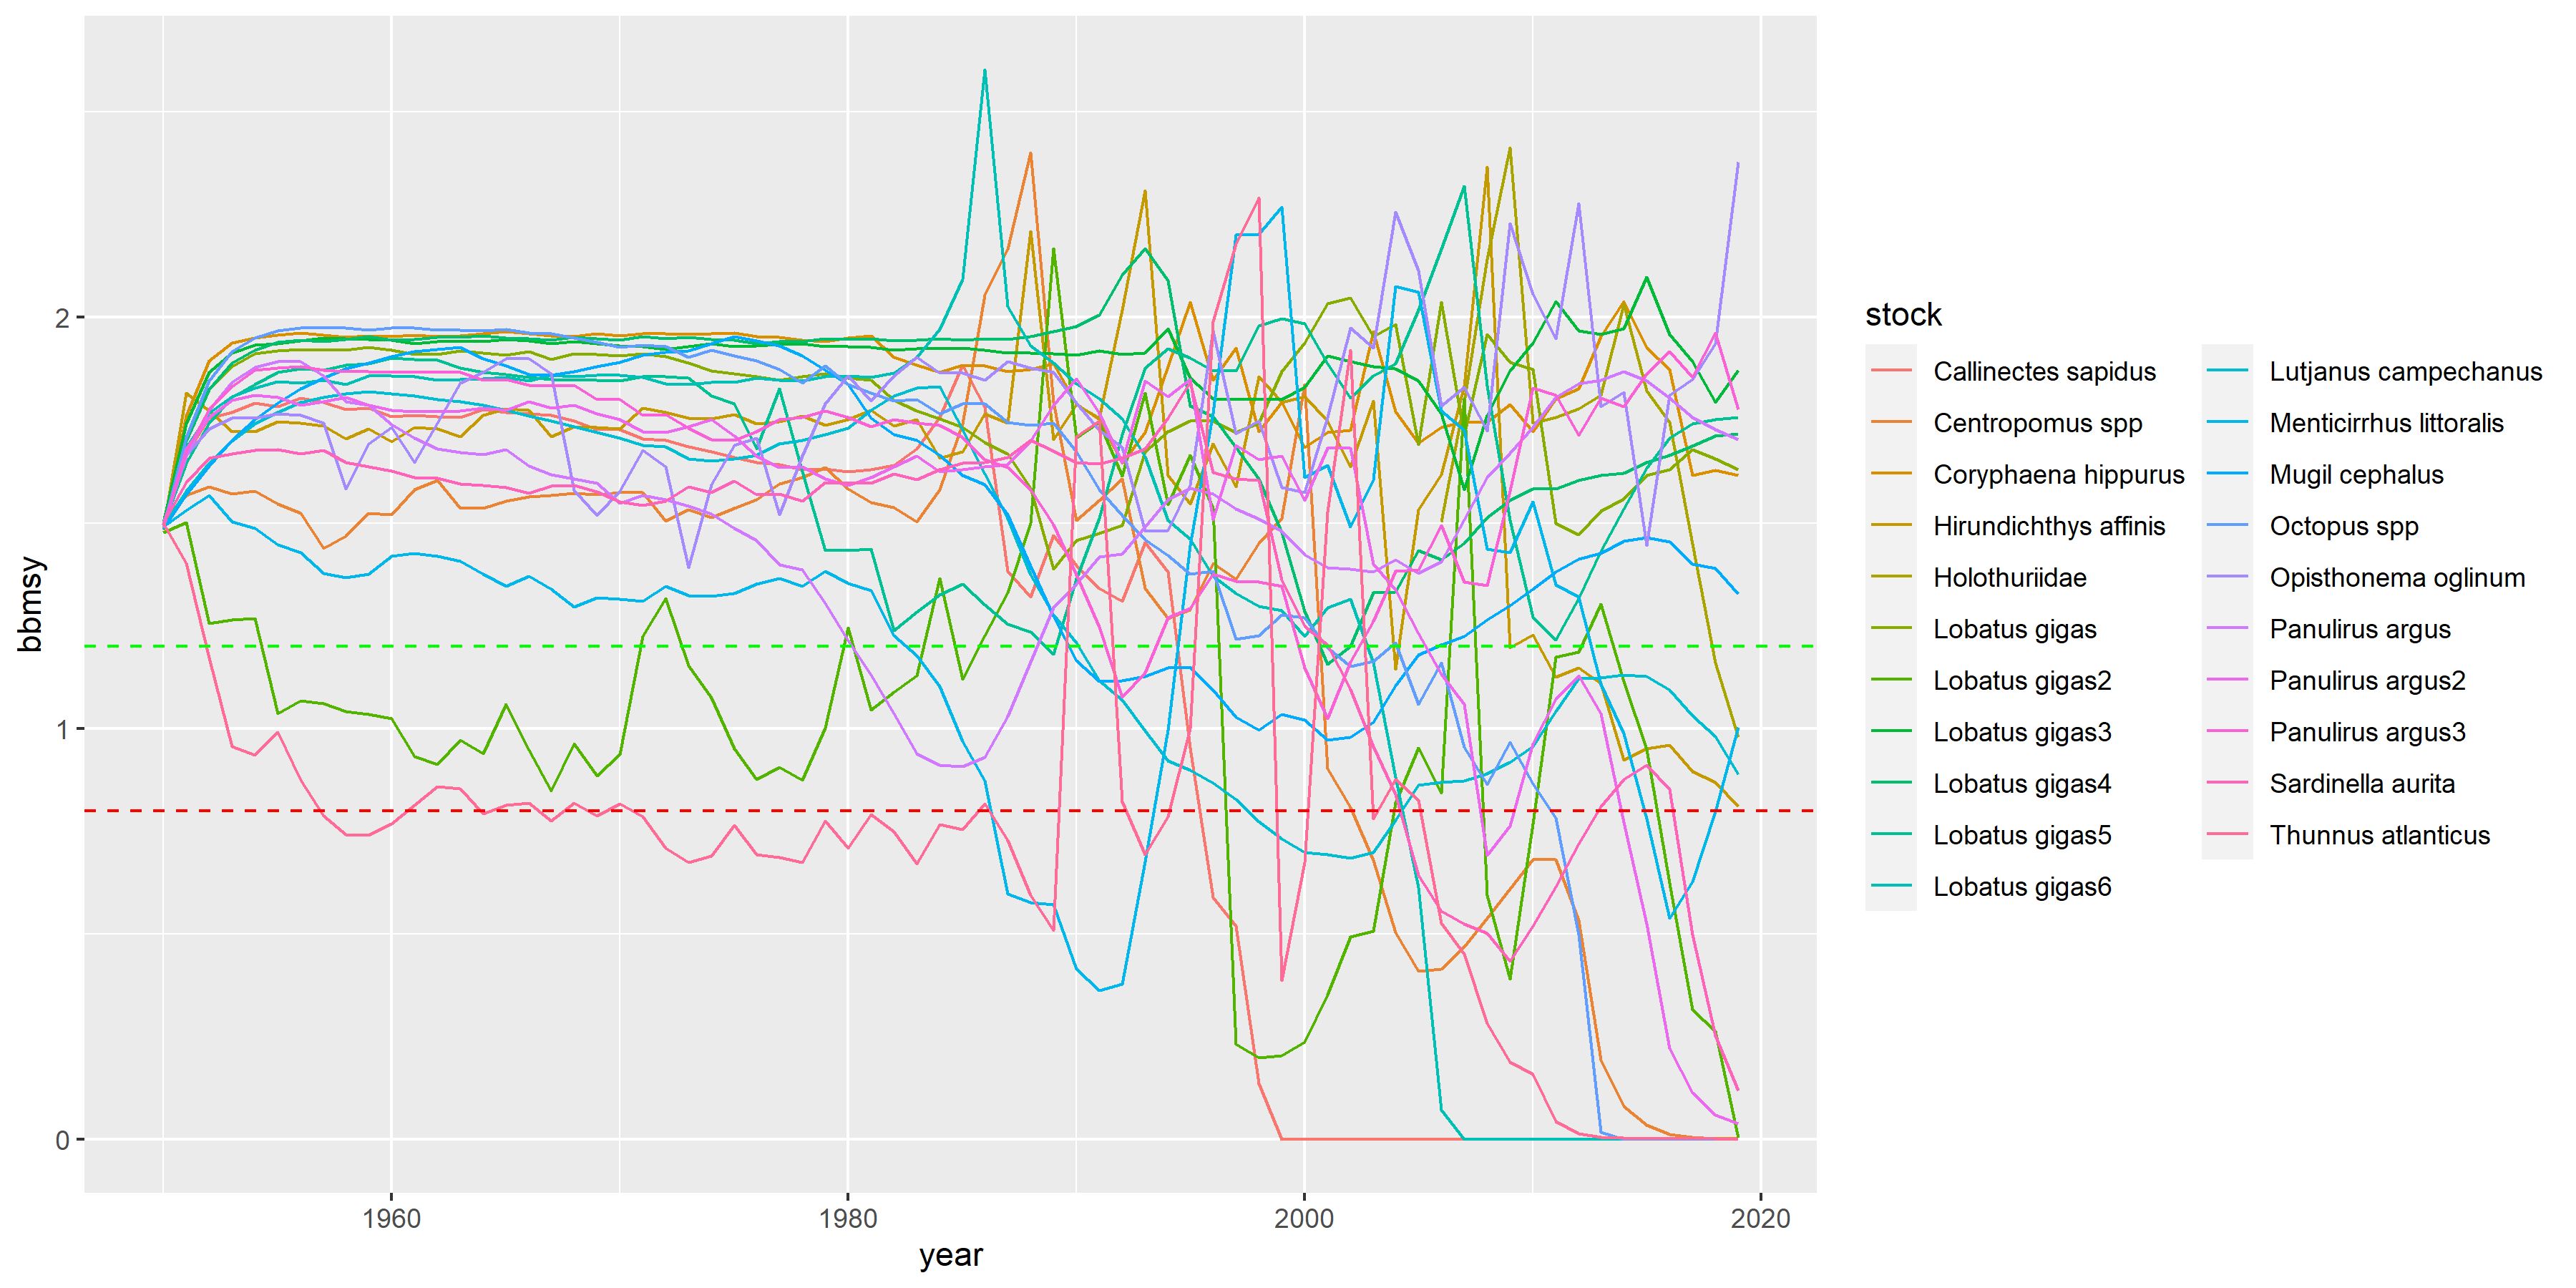 bbmsy
2
1
0
1960
1980
2000
2020
year
stock
Callinectes sapidus
Centropomus spp
Coryphaena hippurus
Hirundichthys affinis
Holothuriidae
Lobatus gigas
Lobatus gigas2
Lobatus gigas3
Lobatus gigas4
Lobatus gigas5
Lobatus gigas6
Lutjanus campechanus
Menticirrhus littoralis
Mugil cephalus
Octopus spp
Opisthonema oglinum
Panulirus argus
Panulirus argus2
Panulirus argus3
Sardinella aurita
Thunnus atlanticus